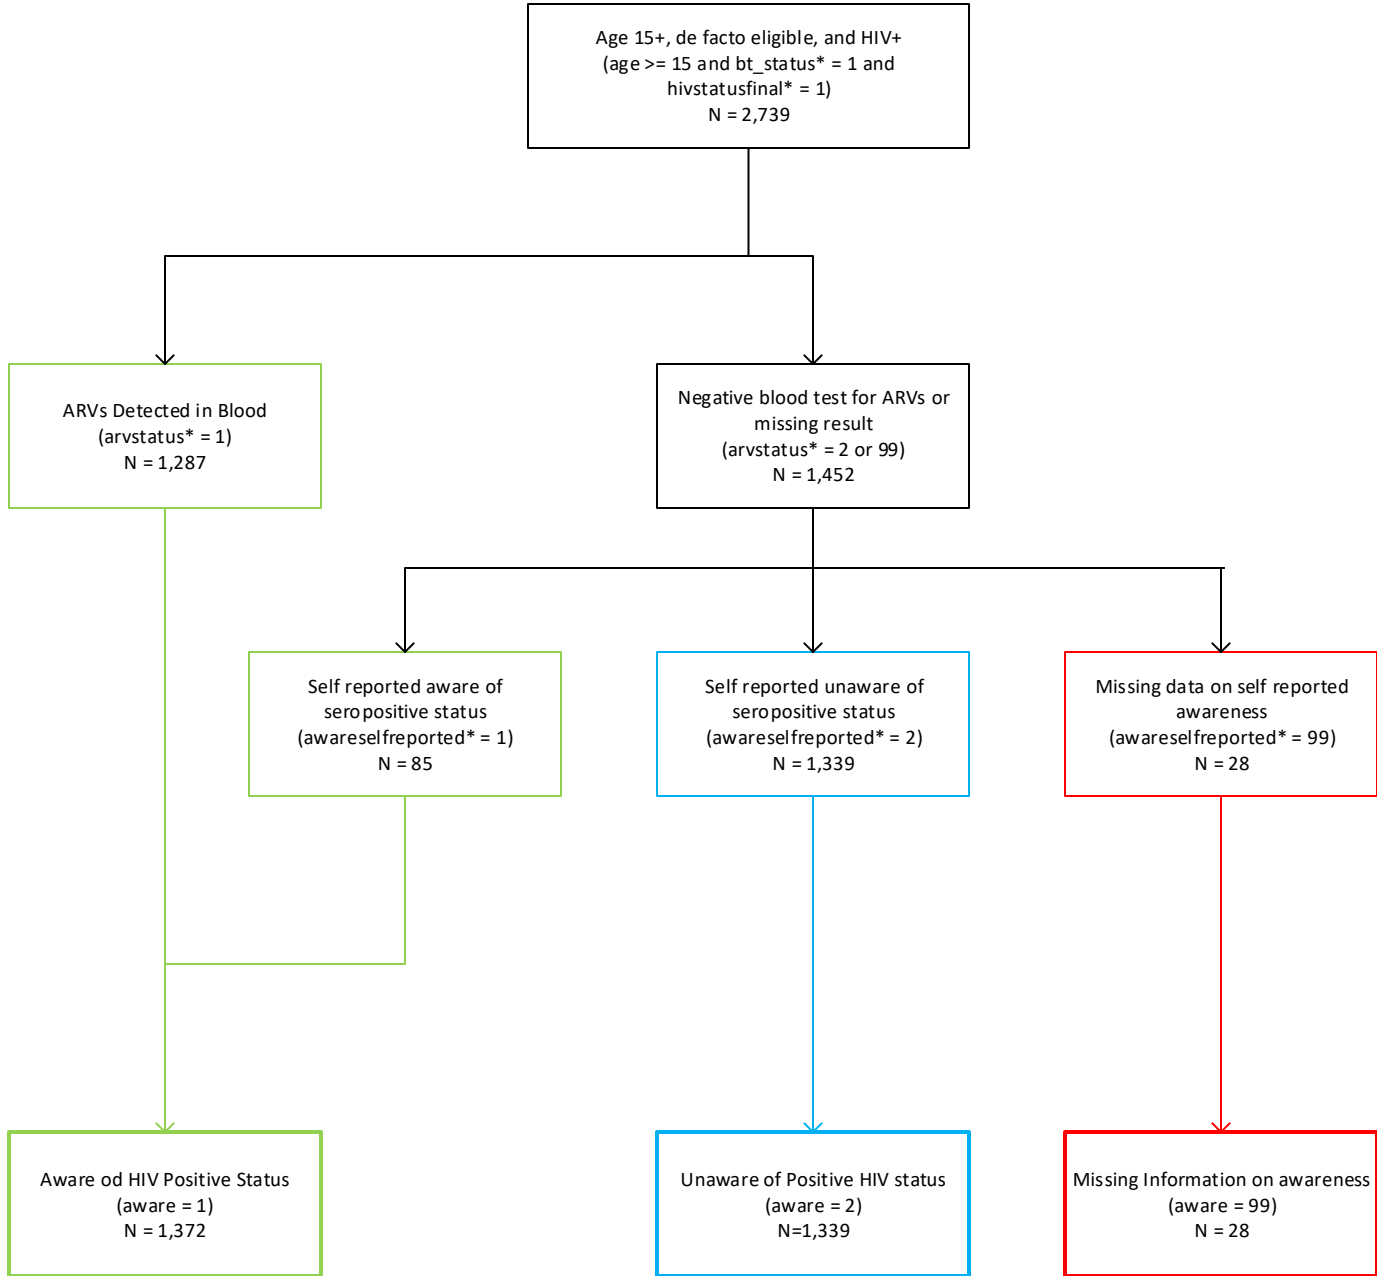 Age 15+, de facto eligible, and HIV+
(age >= 15 and bt_status* = 1 and
hivstatusfinal* = 1)
N = 2,739
ARVs Detected in Blood
(arvstatus* = 1)
N = 1,287
Negative blood test for ARVs or
missing result
(arvstatus* = 2 or 99)
N = 1,452
Self reported aware of
seropositive status
(awareselfreported* = 1)
N = 85
Self reported unaware of
seropositive status
(awareselfreported* = 2)
N = 1,339
Missing data on self reported
awareness
(awareselfreported* = 99)
N = 28
Aware od HIV Positive Status
(aware = 1)
N = 1,372
Unaware of Positive HIV status
(aware = 2)
N=1,339
Missing Information on awareness
(aware = 99)
N = 28